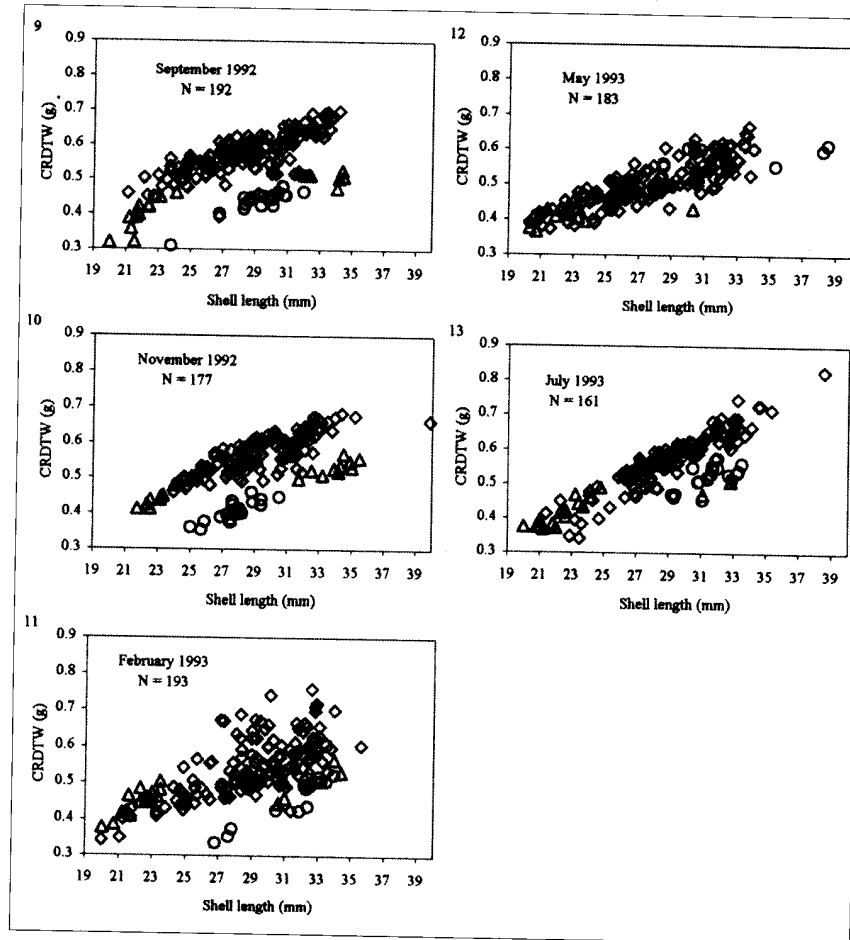 9
September 1992
N = 192
CRDTW (g)
0.9
0.8
0.7
0.6
0.5
0.4
0.3
19 21 23 25 27 29 31 33 35 37 39
Shell length (mm)
12
May 1993
N = 183
CRDTW (g)
0.9
0.8
0.7
0.6
0.5
0.4
0.3
19 21 23 25 27 29 31 33 35 37 39
Shell length (mm)
10
November 1992
N = 177
CRDTW (g)
0.9
0.8
0.7
0.6
0.5
0.4
0.3
19 21 23 25 27 29 31 33 35 37 39
Shell length (mm)
13
July 1993
N = 161
CRDTW (g)
0.9
0.8
0.7
0.6
0.5
0.4
0.3
19 21 23 25 27 29 31 33 35 37 39
Shell length (mm)
11
February 1993
N = 193
CRDTW (g)
0.9
0.8
0.7
0.6
0.5
0.4
0.3
19 21 23 25 27 29 31 33 35 37 39
Shell length (mm)